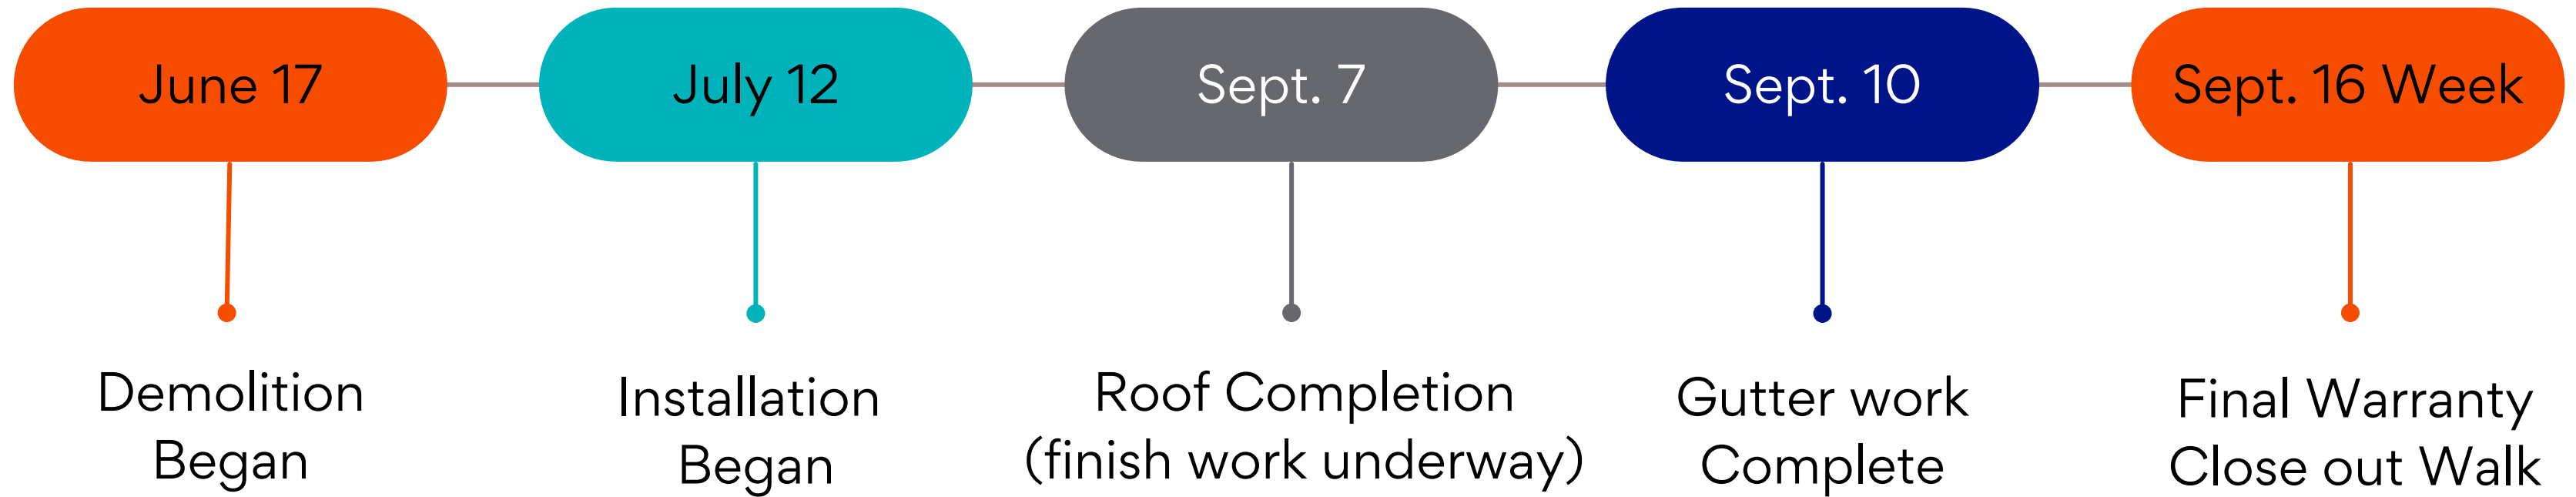 June 17
July 12
Sept. 7
Sept. 10
Sept. 16 Week
Demolition
Began
Installation
Began
Roof Completion
(finish work underway)
Gutter work
Complete
Final Warranty
Close out Walk